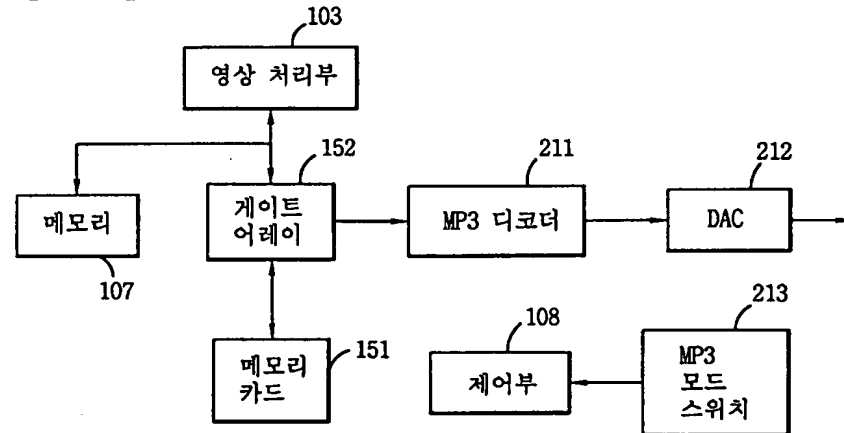 103
영상 처리부
152
게이트
어레이
211
MP3 디코더
212
DAC
메모리
107
메모리
카드
151
108
제어부
213
MP3
모드
스위치